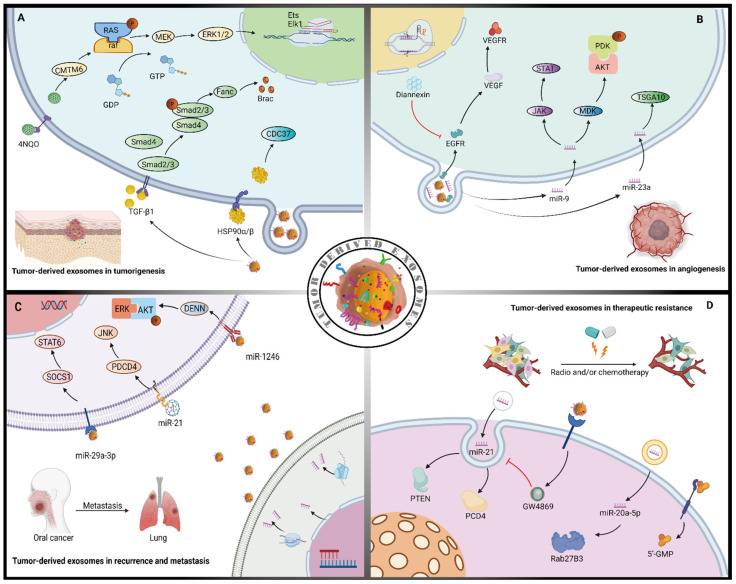 A
RAS
P
raf
MEK
ERK1/2
Ets
Elk1
CMTM6
GTP
GDP
4NQO
Fanc
Brac
P
Smad2/3
Smad4
Smad4
Smad2/3
CDC37
TGF-β1
HSP90α/β
Tumor-derived exosomes in tumorigenesis
B
VEGFR
PDK
P
AKT
Diannexin
VEGF
STAT
JAK
MDK
TSGA10
EGFR
miR-9
miR-23a
Tumor-derived exosomes in angiogenesis
TUMOR DERIVED EXOSOMES
C
ERK
AKT
P
DENN
JNK
STAT6
PDCD4
SOCS1
miR-1246
miR-21
miR-29a-3p
Metastasis
Oral cancer
Lung
Tumor-derived exosomes in recurrence and metastasis
Tumor-derived exosomes in therapeutic resistance
D
Radio and/or chemotherapy
miR-21
PTEN
PCD4
GW4869
miR-20a-5p
Rab27B3
5'-GMP